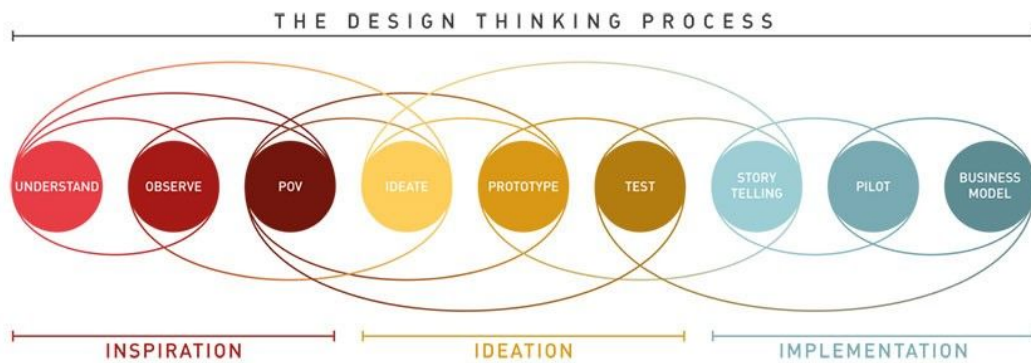 THE DESIGN THINKING PROCESS
UNDERSTAND
OBSERVE
POV
IDEATE
PROTOTYPE
TEST
STORY
TELLING
PILOT
BUSINESS
MODEL
INSPIRATION
IDEATION
IMPLEMENTATION